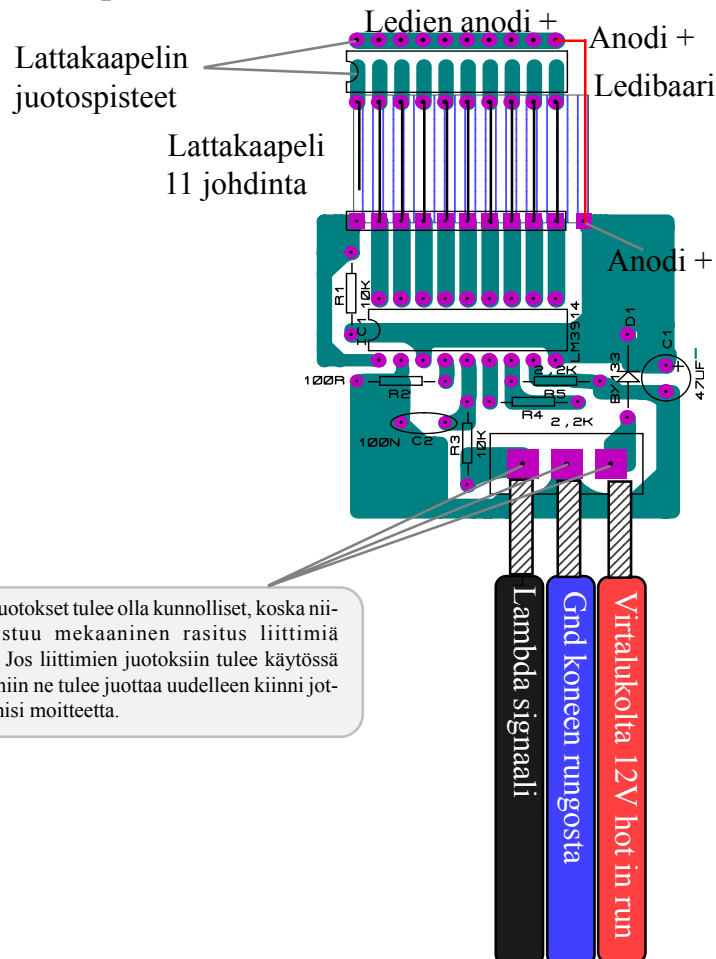 Ledien anodi +
Anodi +
Lattakaapelin
juotospisteet
Ledibaari
Lattakaapeli
11 johdinta
Anodi +
R1
10K
IC1
LM3914
D1
BY133
C1
+
47UF
100R
R2
2,2K
R5
R4
2,2K
100N
C2
R3
10K
uotokset tulee olla kunnolliset, koska nii-
stuu mekaaninen rasitus liittimiä
Jos liittimien juotoksiin tulee käytössä
niin ne tulee juottaa uudelleen kiinni jot-
misi moitteetta.
Lambda signaali
Gnd koneen rungosta
Virtalukolta 12V hot in run